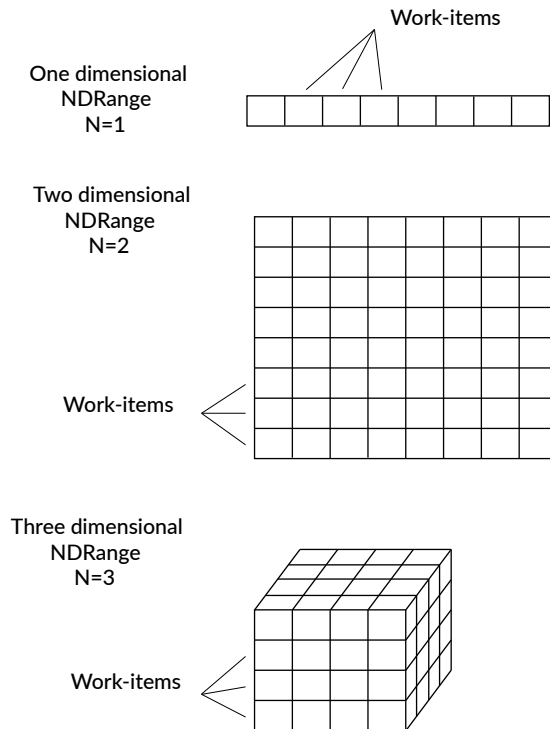 Work-items
One dimensional
NDRange
N=1
Two dimensional
NDRange
N=2
Work-items
Three dimensional
NDRange
N=3
Work-items